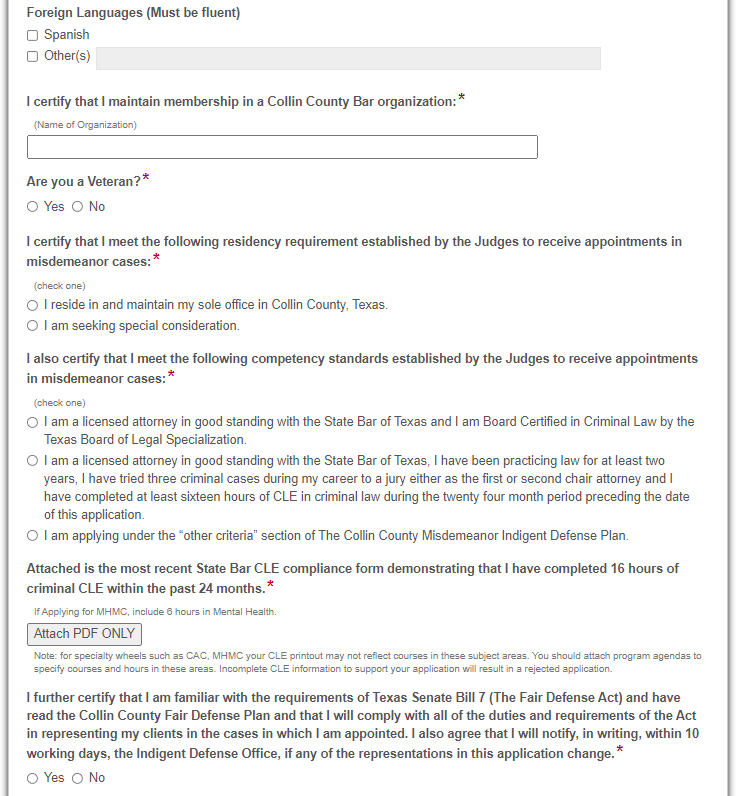 Foreign Languages (Must be fluent)
Spanish
Other(s)
I certify that I maintain membership in a Collin County Bar organization:*
(Name of Organization)
Are you a Veteran?*
Yes No
I certify that I meet the following residency requirement established by the Judges to receive appointments in
misdemeanor cases:*
(check one)
I reside in and maintain my sole office in Collin County, Texas.
I am seeking special consideration.
I also certify that I meet the following competency standards established by the Judges to receive appointments
in misdemeanor cases:*
(check one)
I am a licensed attorney in good standing with the State Bar of Texas and I am Board Certified in Criminal Law by the
Texas Board of Legal Specialization.
I am a licensed attorney in good standing with the State Bar of Texas, I have been practicing law for at least two
years, I have tried three criminal cases during my career to a jury either as the first or second chair attorney and I
have completed at least sixteen hours of CLE in criminal law during the twenty four month period preceding the date
of this application.
I am applying under the “other criteria” section of The Collin County Misdemeanor Indigent Defense Plan.
Attached is the most recent State Bar CLE compliance form demonstrating that I have completed 16 hours of
criminal CLE within the past 24 months.*
If Applying for MHMC, include 6 hours in Mental Health.
Attach PDF ONLY
Note: for specialty wheels such as CAC, MHMC your CLE printout may not reflect courses in these subject areas. You should attach program agendas to
specify courses and hours in these areas. Incomplete CLE information to support your application will result in a rejected application.
I further certify that I am familiar with the requirements of Texas Senate Bill 7 (The Fair Defense Act) and have
read the Collin County Fair Defense Plan and that I will comply with all of the duties and requirements of the Act
in representing my clients in the cases in which I am appointed. I also agree that I will notify, in writing, within 10
working days, the Indigent Defense Office, if any of the representations in this application change.*
Yes No